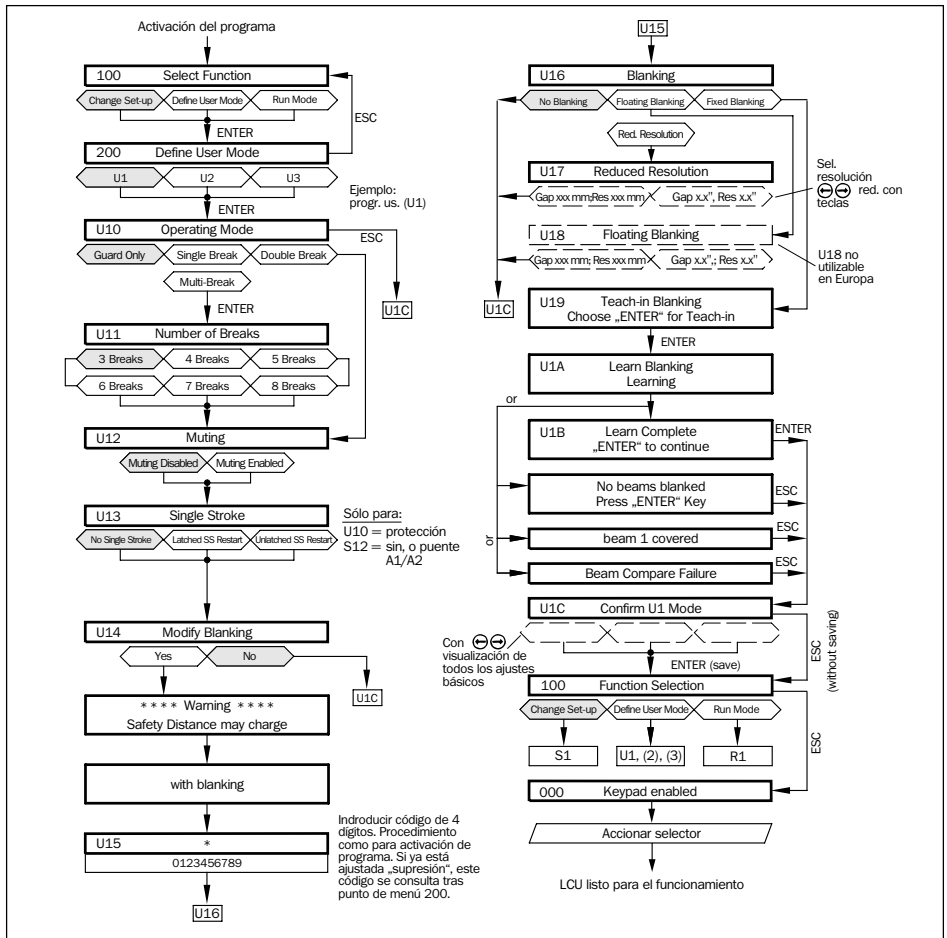 Activación del programa
100 Select Function
Change Set-up Define User Mode Run Mode
ESC
ENTER
200 Define User Mode
U1 U2 U3
Ejemplo:
progr. us. (U1)
ENTER
U10 Operating Mode
ESC
Guard Only Single Break Double Break
Multi-Break
U1C
ENTER
U11 Number of Breaks
3 Breaks 4 Breaks 5 Breaks
6 Breaks 7 Breaks 8 Breaks
U12 Muting
Muting Disabled Muting Enabled
U13 Single Stroke
No Single Stroke Latched SS Restart Unlatched SS Restart
Sólo para:
U10 = protección
S12 = sin, o puente
A1/A2
U14 Modify Blanking
Yes No
U1C
* * * * Warning * * * *
Safety Distance may charge
with blanking
U15 *
0123456789
Indroducir código de 4
dígitos. Procedimiento
como para activación de
programa. Si ya está
ajustada „supresión“, este
código se consulta tras
punto de menú 200.
U16
U15
U16 Blanking
No Blanking Floating Blanking Fixed Blanking
Red. Resolution
U17 Reduced Resolution
Sel.
resolución
red. con
teclas
Gap xxx mm;Res xxx mm Gap x.x”, Res x.x”
U18 Floating Blanking
Gap xxx mm; Res xxx mm Gap x.x”,; Res x.x”
U18 no
utilizable
en Europa
U1C
U19 Teach-in Blanking
Choose „ENTER“ for Teach-in
ENTER
U1A Learn Blanking
Learning
or
U1B Learn Complete
„ENTER“ to continue
ENTER
No beams blanked
Press „ENTER“ Key
ESC
or
beam 1 covered
ESC
Beam Compare Failure
ESC
U1C Confirm U1 Mode
Con
visualización de
todos los ajustes
básicos
ESC
(without saving)
ENTER (save)
100 Function Selection
Change Set-up Define User Mode Run Mode
S1 U1, (2), (3) R1
ESC
000 Keypad enabled
Accionar selector
LCU listo para el funcionamiento